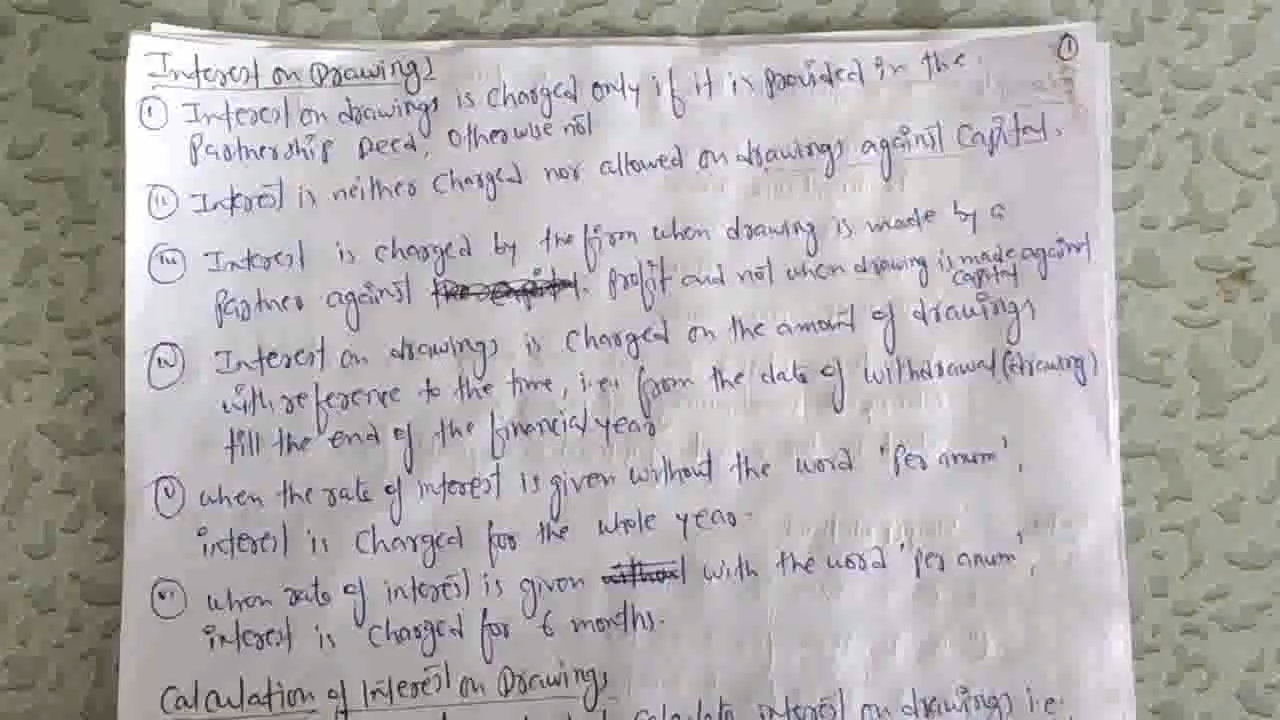 ①
Interest on Drawings
(i) Interest on drawings is charged only if it is provided in the
Partnership Deed, Otherwise not
(ii) Interest is neither charged nor allowed on drawings against Capital.
(iii) Interest is charged by the firm when drawing is made by a
Partner against Profit and not when drawing is made against
capital
(iv) Interest on drawings is charged on the amount of drawings
with reference to the time, i.e., from the date of withdrawal (drawing)
till the end of the financial year
(v) when the rate of interest is given without the word 'Per anum',
interest is charged for the whole year.
(vi) when rate of interest is given with the word 'per anum',
interest is charged for 6 months.
Calculation of Interest on Drawings
calculate interest on drawings i.e.